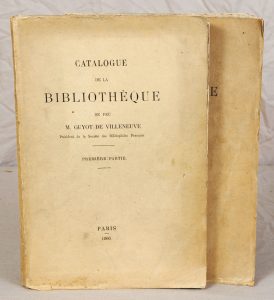 CATALOGUE
DE LA
BIBLIOTHÈQUE
DE FEU
M. GUYOT DE VILLENEUVE
Président de la Société des Bibliophiles François
PREMIÈRE PARTIE
PARIS
1900
E